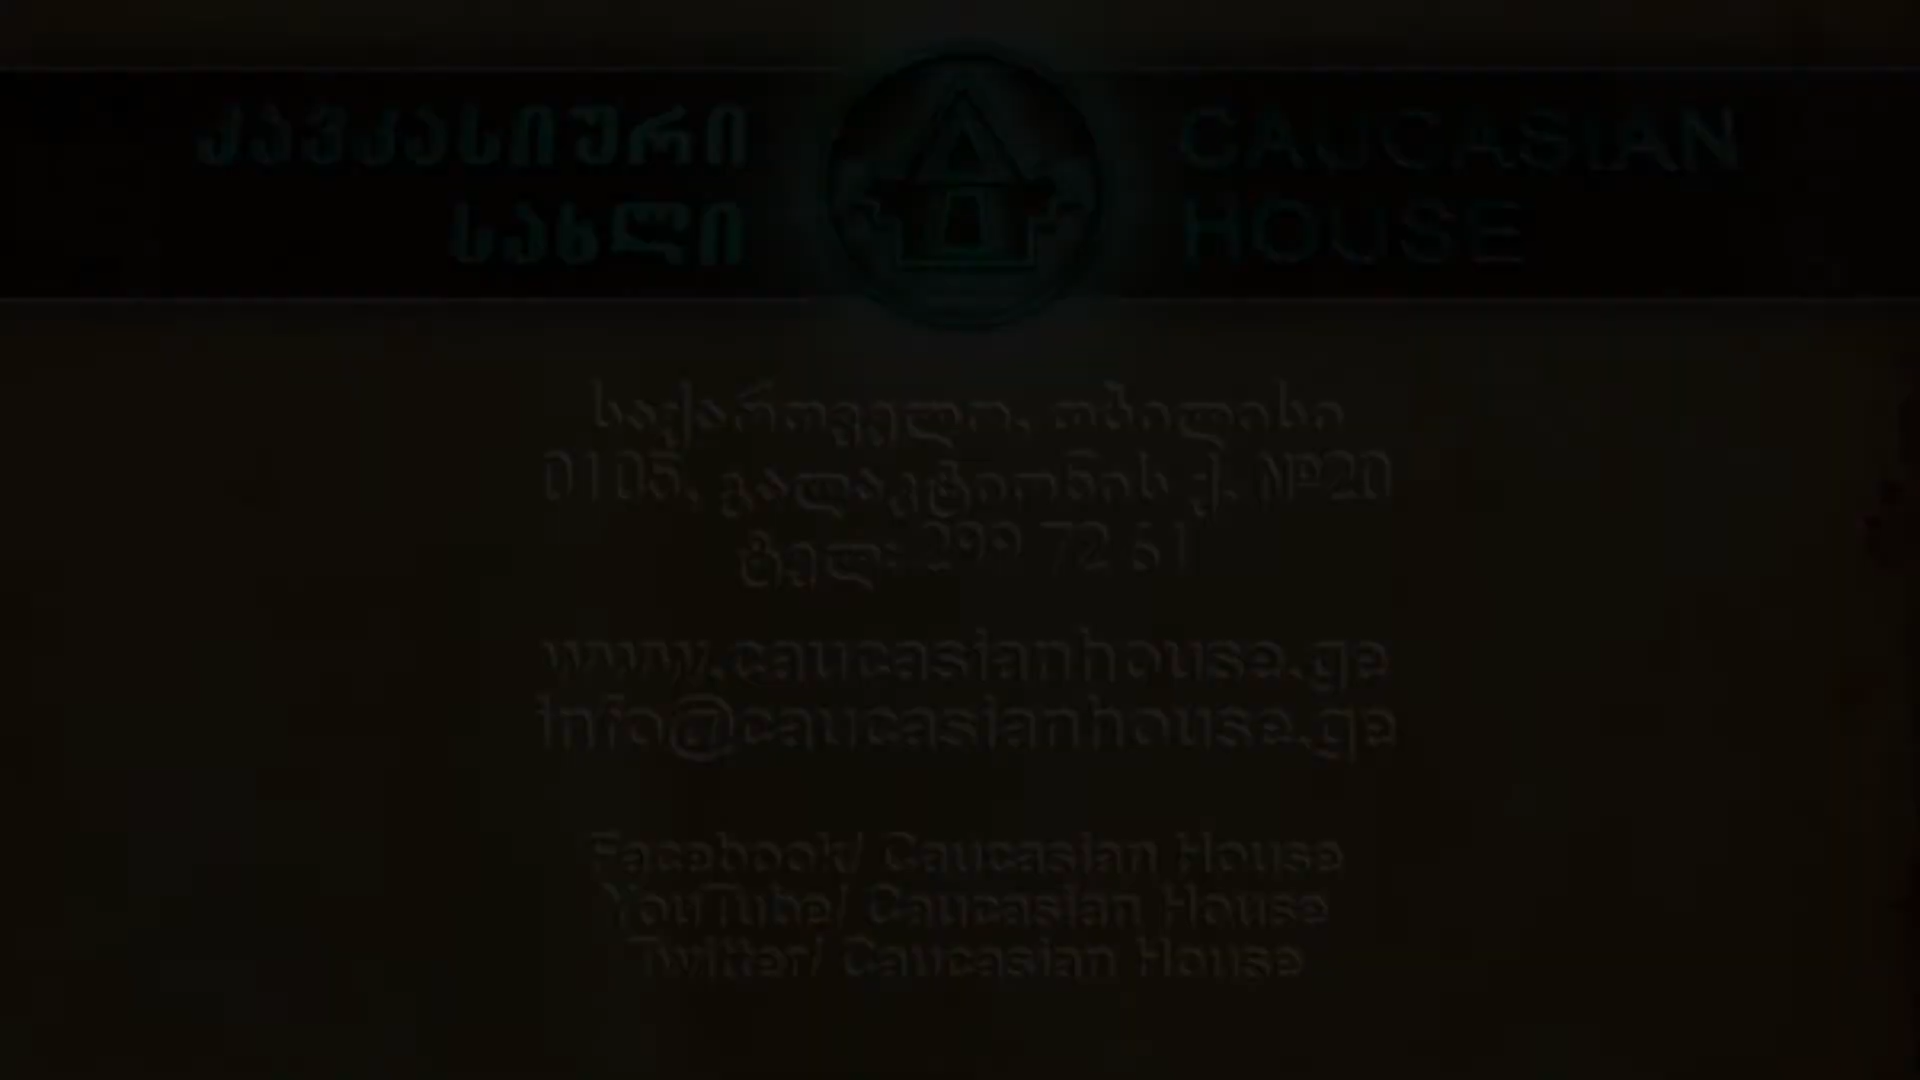 კავკასიური
სახლი
CAUCASIAN
HOUSE
საქართველო, თბილისი
0105, გალაკტიონის ქ. №20
ტელ: 299 72 61
www.caucasianhouse.ge
info@caucasianhouse.ge
Facebook/ Caucasian House
YouTube/ Caucasian House
Twitter/ Caucasian House